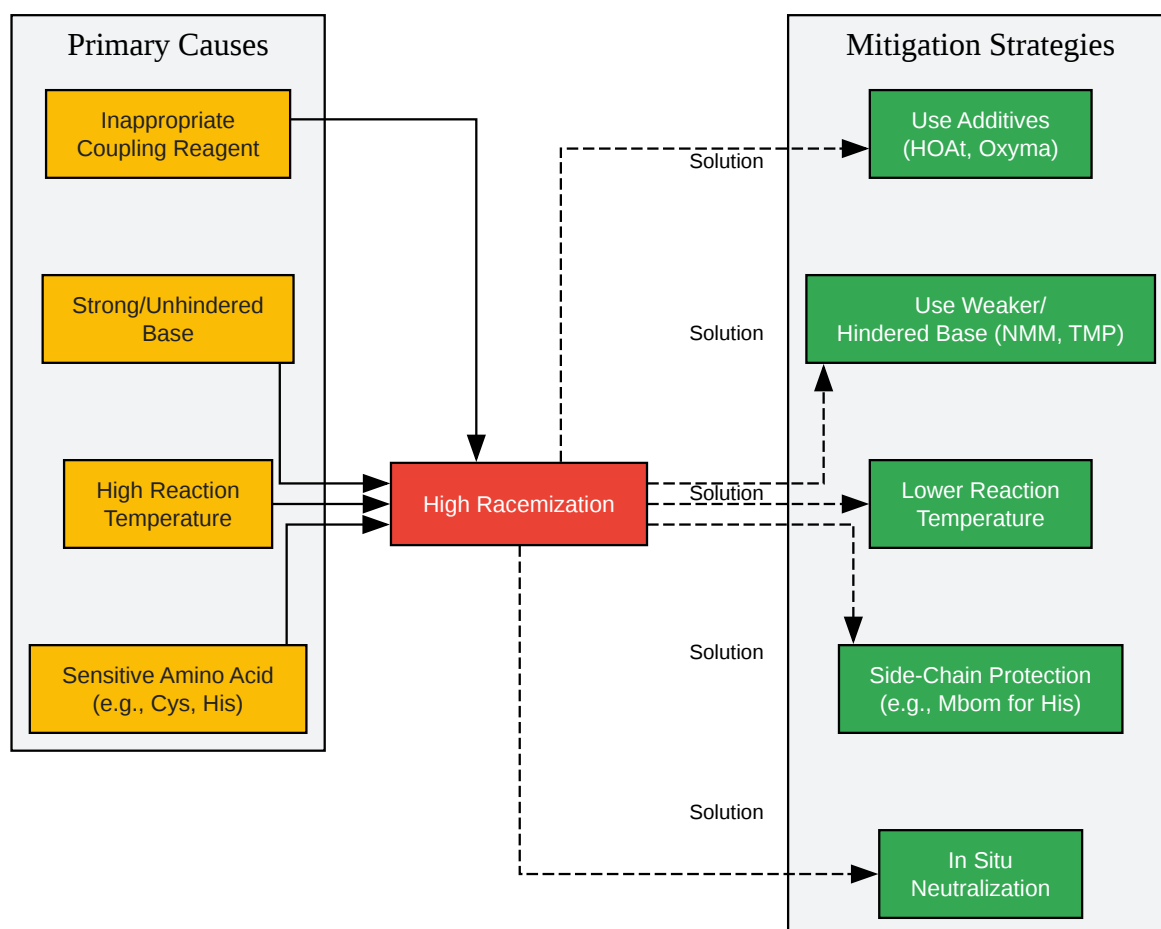 Primary Causes
Inappropriate
Coupling Reagent
Strong/Unhindered
Base
High Reaction
Temperature
Sensitive Amino Acid
(e.g., Cys, His)
High Racemization
Solution
Solution
Solution
Solution
Solution
Mitigation Strategies
Use Additives
(HOAt, Oxyma)
Use Weaker/
Hindered Base (NMM, TMP)
Lower Reaction
Temperature
Side-Chain Protection
(e.g., Mbom for His)
In Situ
Neutralization